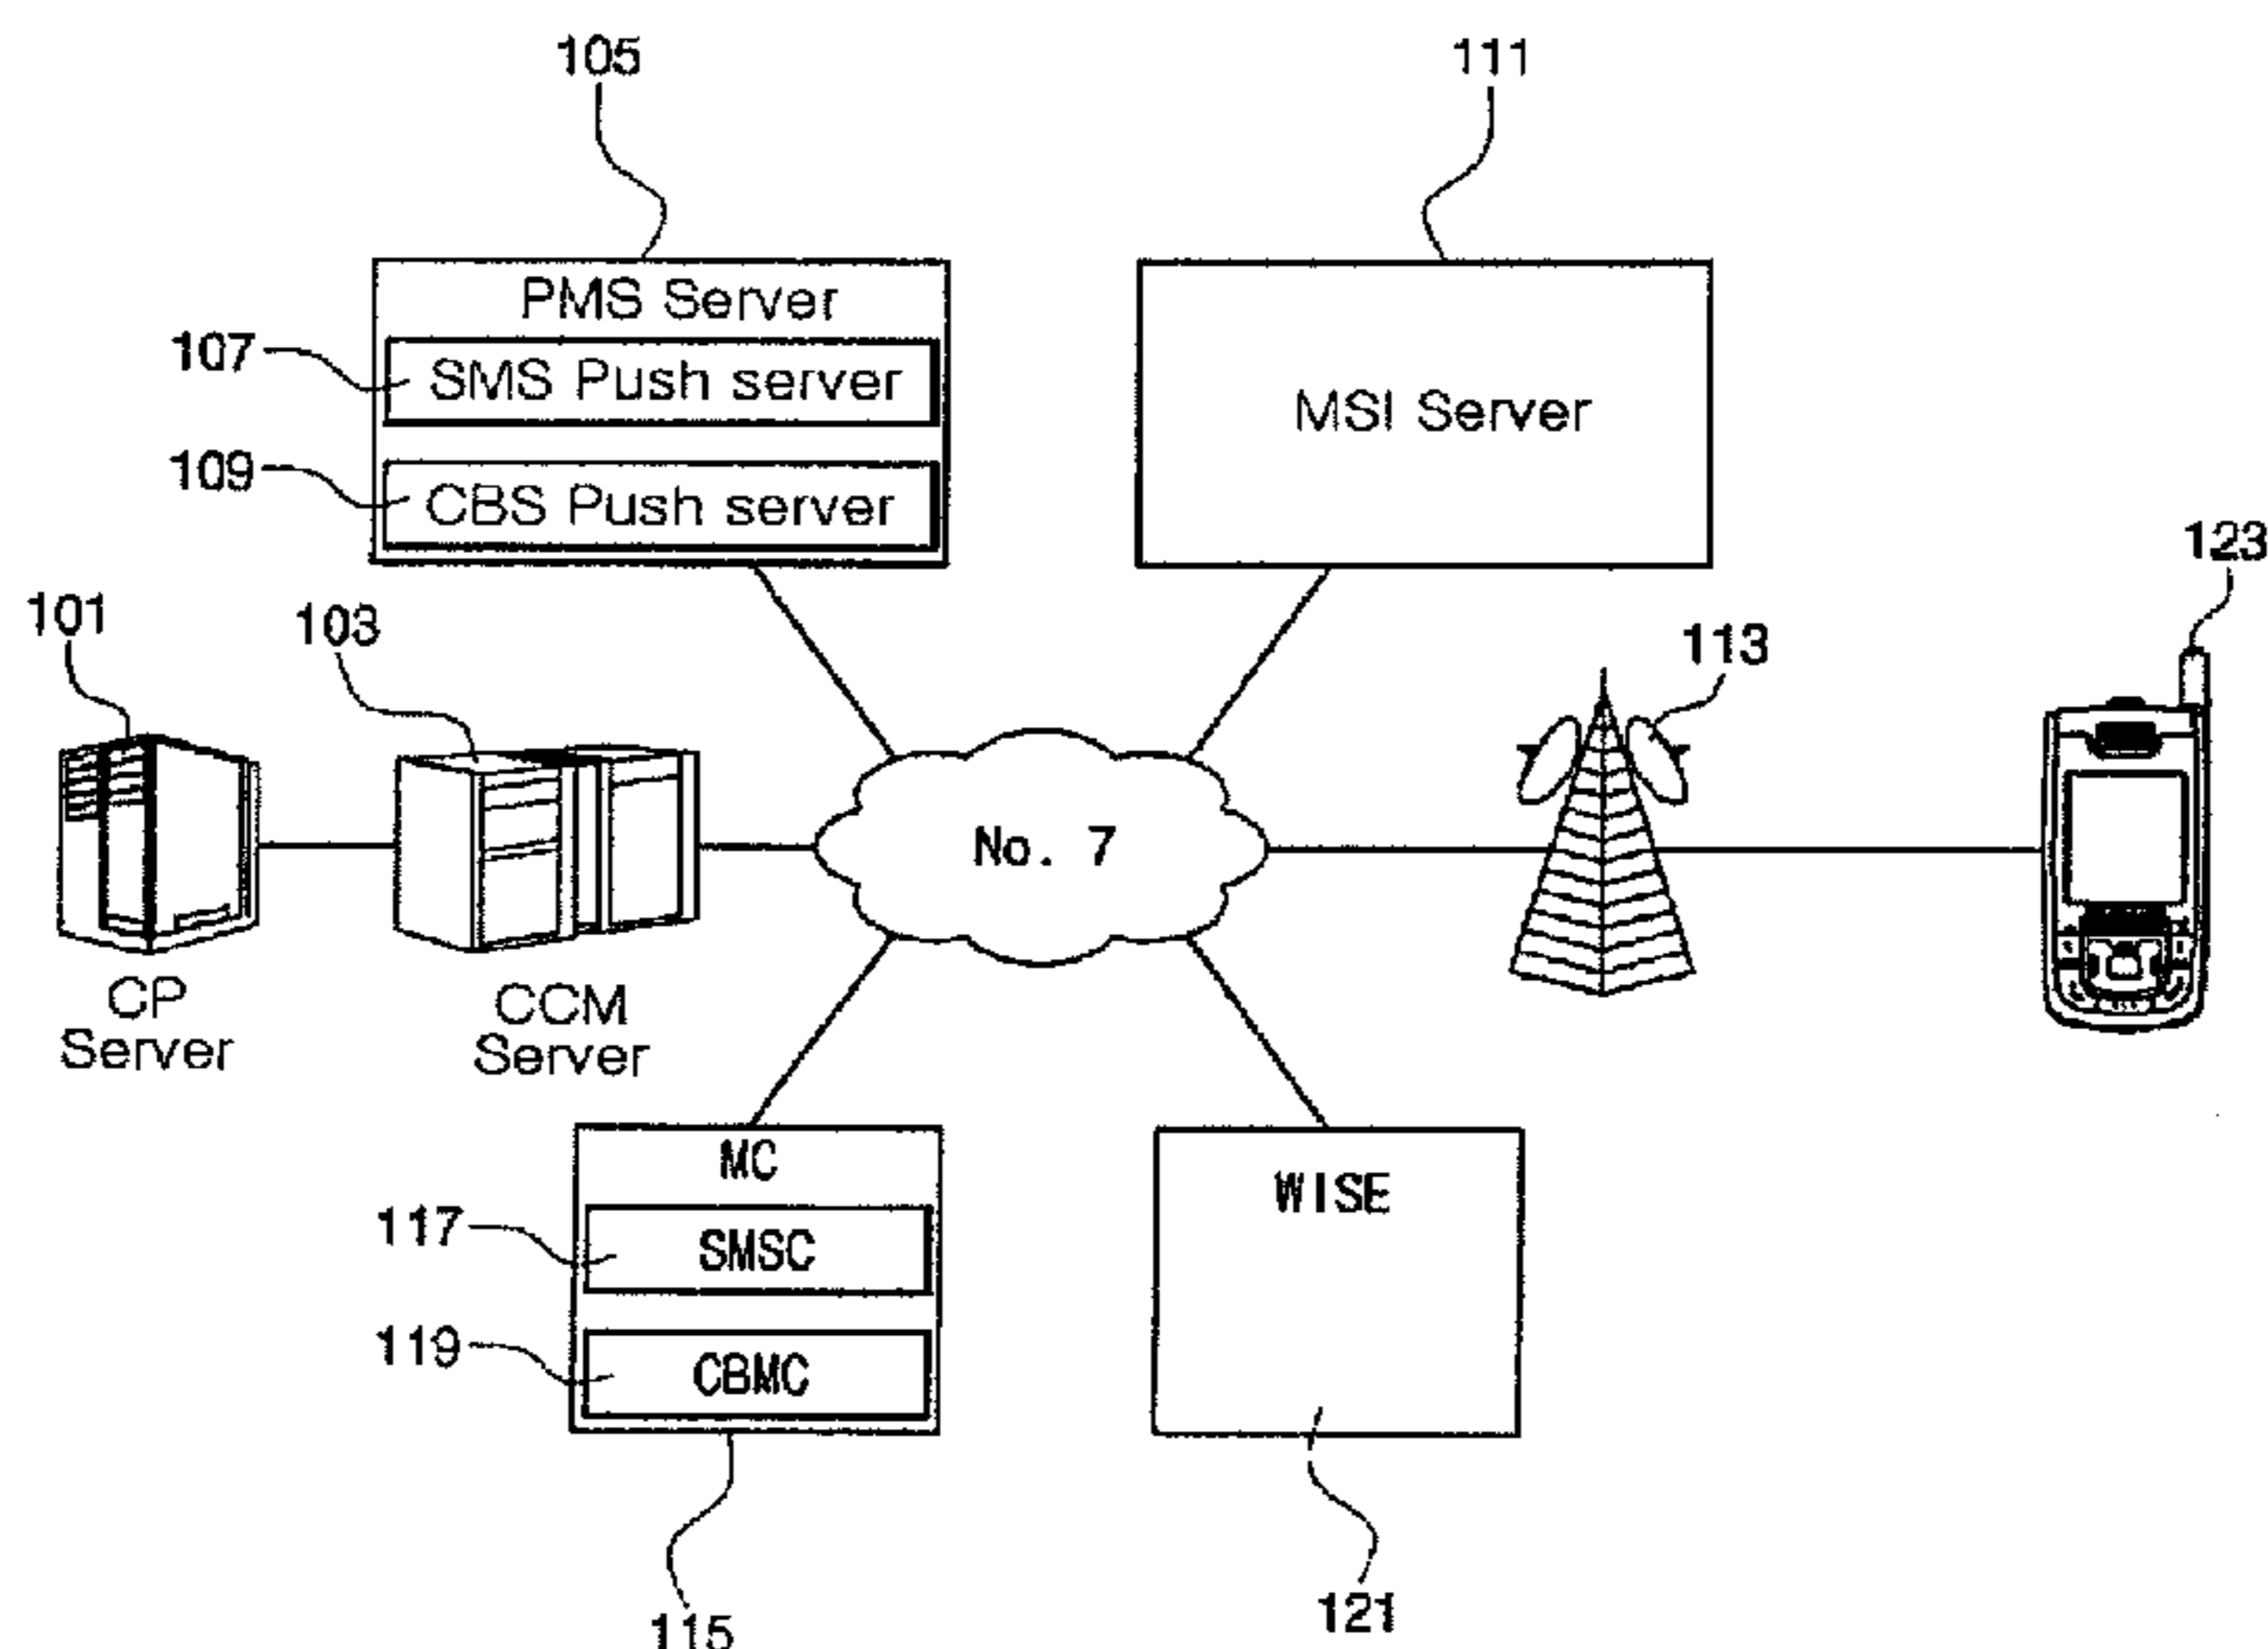 105
111
PMS Server
107
SMS Push server
MSI Server
109
CBS Push server
123
101
103
113
No. 7
CP
Server
CCM
Server
MC
WISE
117
SMSC
119
CBMC
115
121